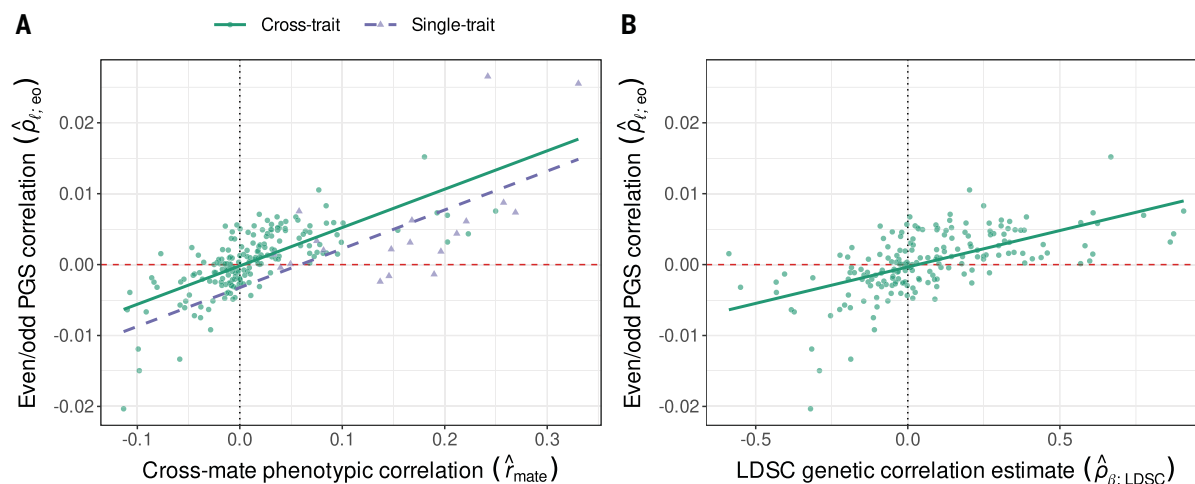 Cross-trait Single-trait
A
B
Even/odd PGS correlation (ρ̂ℓ; eo)
0.02
0.01
0.00
-0.01
-0.02
-0.1 0.0 0.1 0.2 0.3
Cross-mate phenotypic correlation (r̂mate)
Even/odd PGS correlation (ρ̂ℓ; eo)
0.02
0.01
0.00
-0.01
-0.02
-0.5 0.0 0.5
LDSC genetic correlation estimate (ρ̂β; LDSC)